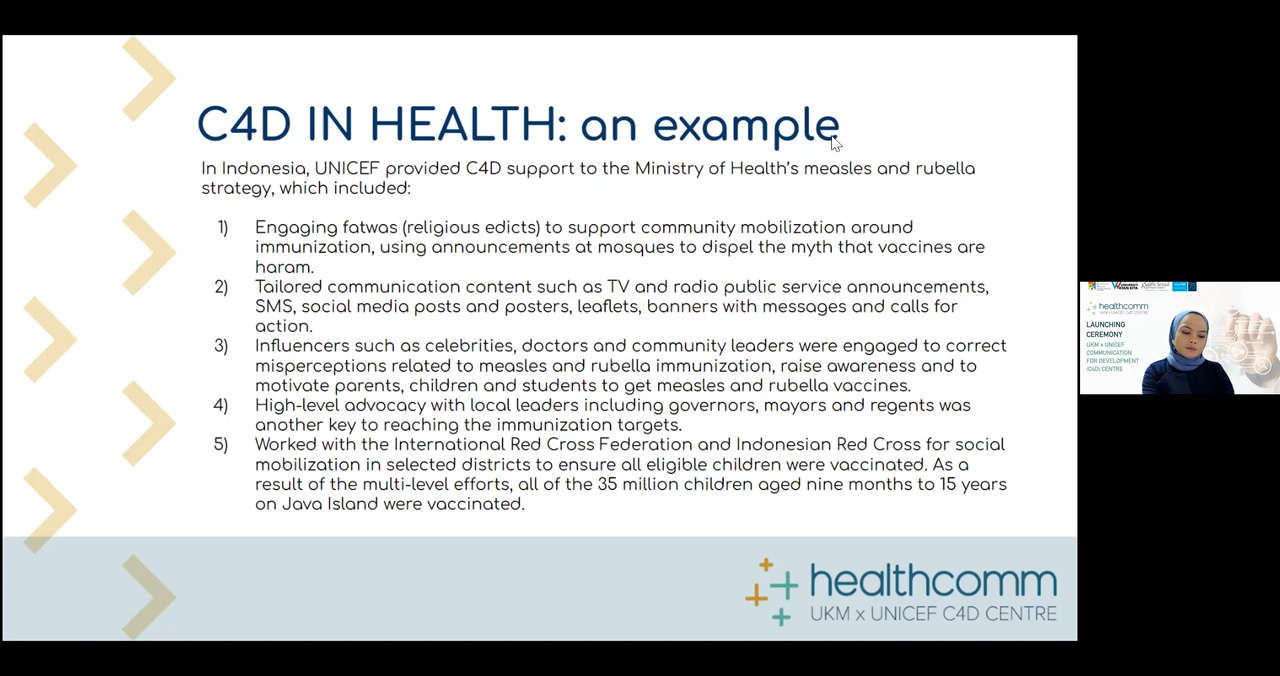 C4D IN HEALTH: an example
In Indonesia, UNICEF provided C4D support to the Ministry of Health's measles and rubella
strategy, which included:
1) Engaging fatwas (religious edicts) to support community mobilization around
immunization, using announcements at mosques to dispel the myth that vaccines are
haram.
2) Tailored communication content such as TV and radio public service announcements,
SMS, social media posts and posters, leaflets, banners with messages and calls for
action.
3) Influencers such as celebritis, doctors and community leaders were engaged to correct
misperceptions related to measles and rubella immunization, raise awareness and to
motivate parents, children and students to get measles and rubella vaccines.
4) High-level advocacy with local leaders including governors, mayors and regents was
another key to reaching the immunization targets.
5) Worked with the International Red Cross Federation and Indonesian Red Cross for social
mobilization in selected districts to ensure all eligible children were vaccinated. As a
result of the multi-level efforts, all of the 35 million children aged nine months to 15 years
on Java Island were vaccinated.
healthcomm
UKM x UNICEF C4D CENTRE
healthcomm
UKM x UNICEF C4D CENTRE
LAUNCHING
CEREMONY
UKM x UNICEF
COMMUNICATION
FOR DEVELOPMENT
(C4D) CENTRE